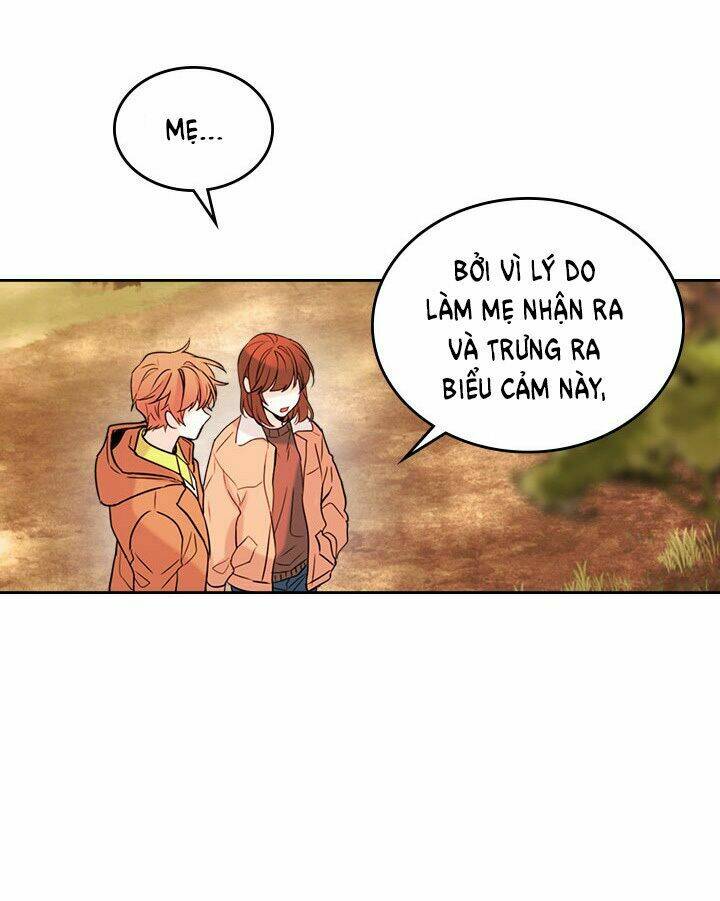 MẸ...
BỞI VÌ LÝ DO
LÀM MẸ NHẬN RA
VÀ TRƯNG RA
BIỂU CẢM NÀY,